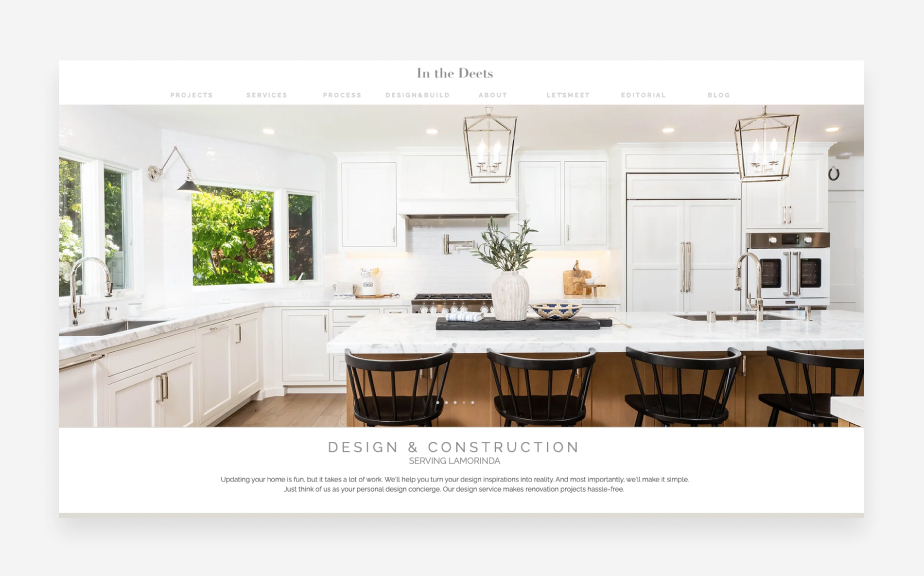 In the Deets
PROJECTS SERVICES PROCESS DESIGN&BUILD ABOUT LET'SMEET EDITORIAL BLOG
DESIGN & CONSTRUCTION
SERVING LAMORINDA
Updating your home is fun, but it takes a lot of work. We'll help you turn your design inspirations into reality. And most importantly, we'll make it simple.
Just think of us as your personal design concierge. Our design service makes renovation projects hassle-free.